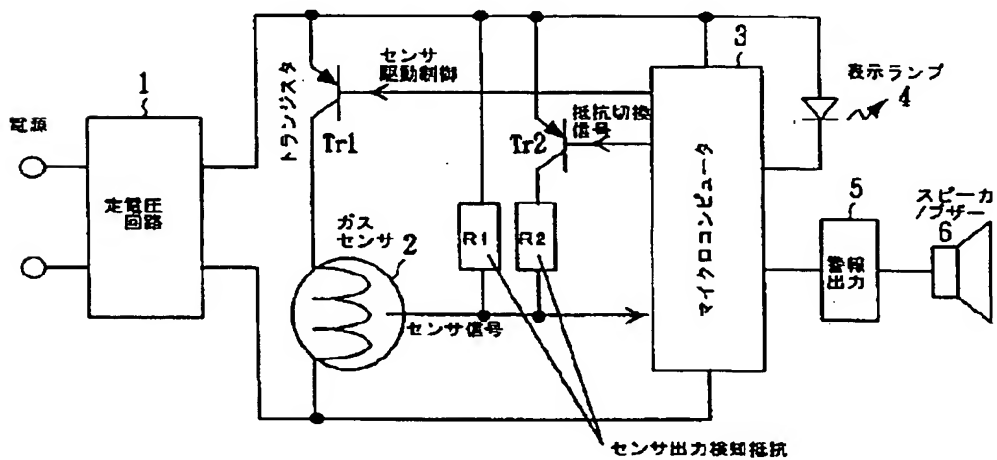 電源
1
定電圧
回路
トランジスタ
Tr1
センサ
駆動制御
ガス
センサ
2
センサ信号
R1
R2
Tr2
抵抗切換
信号
3
マイクロコンピュータ
表示ランプ
4
5
警報
出力
スピーカ
/ブザー
6
センサ出力検知抵抗